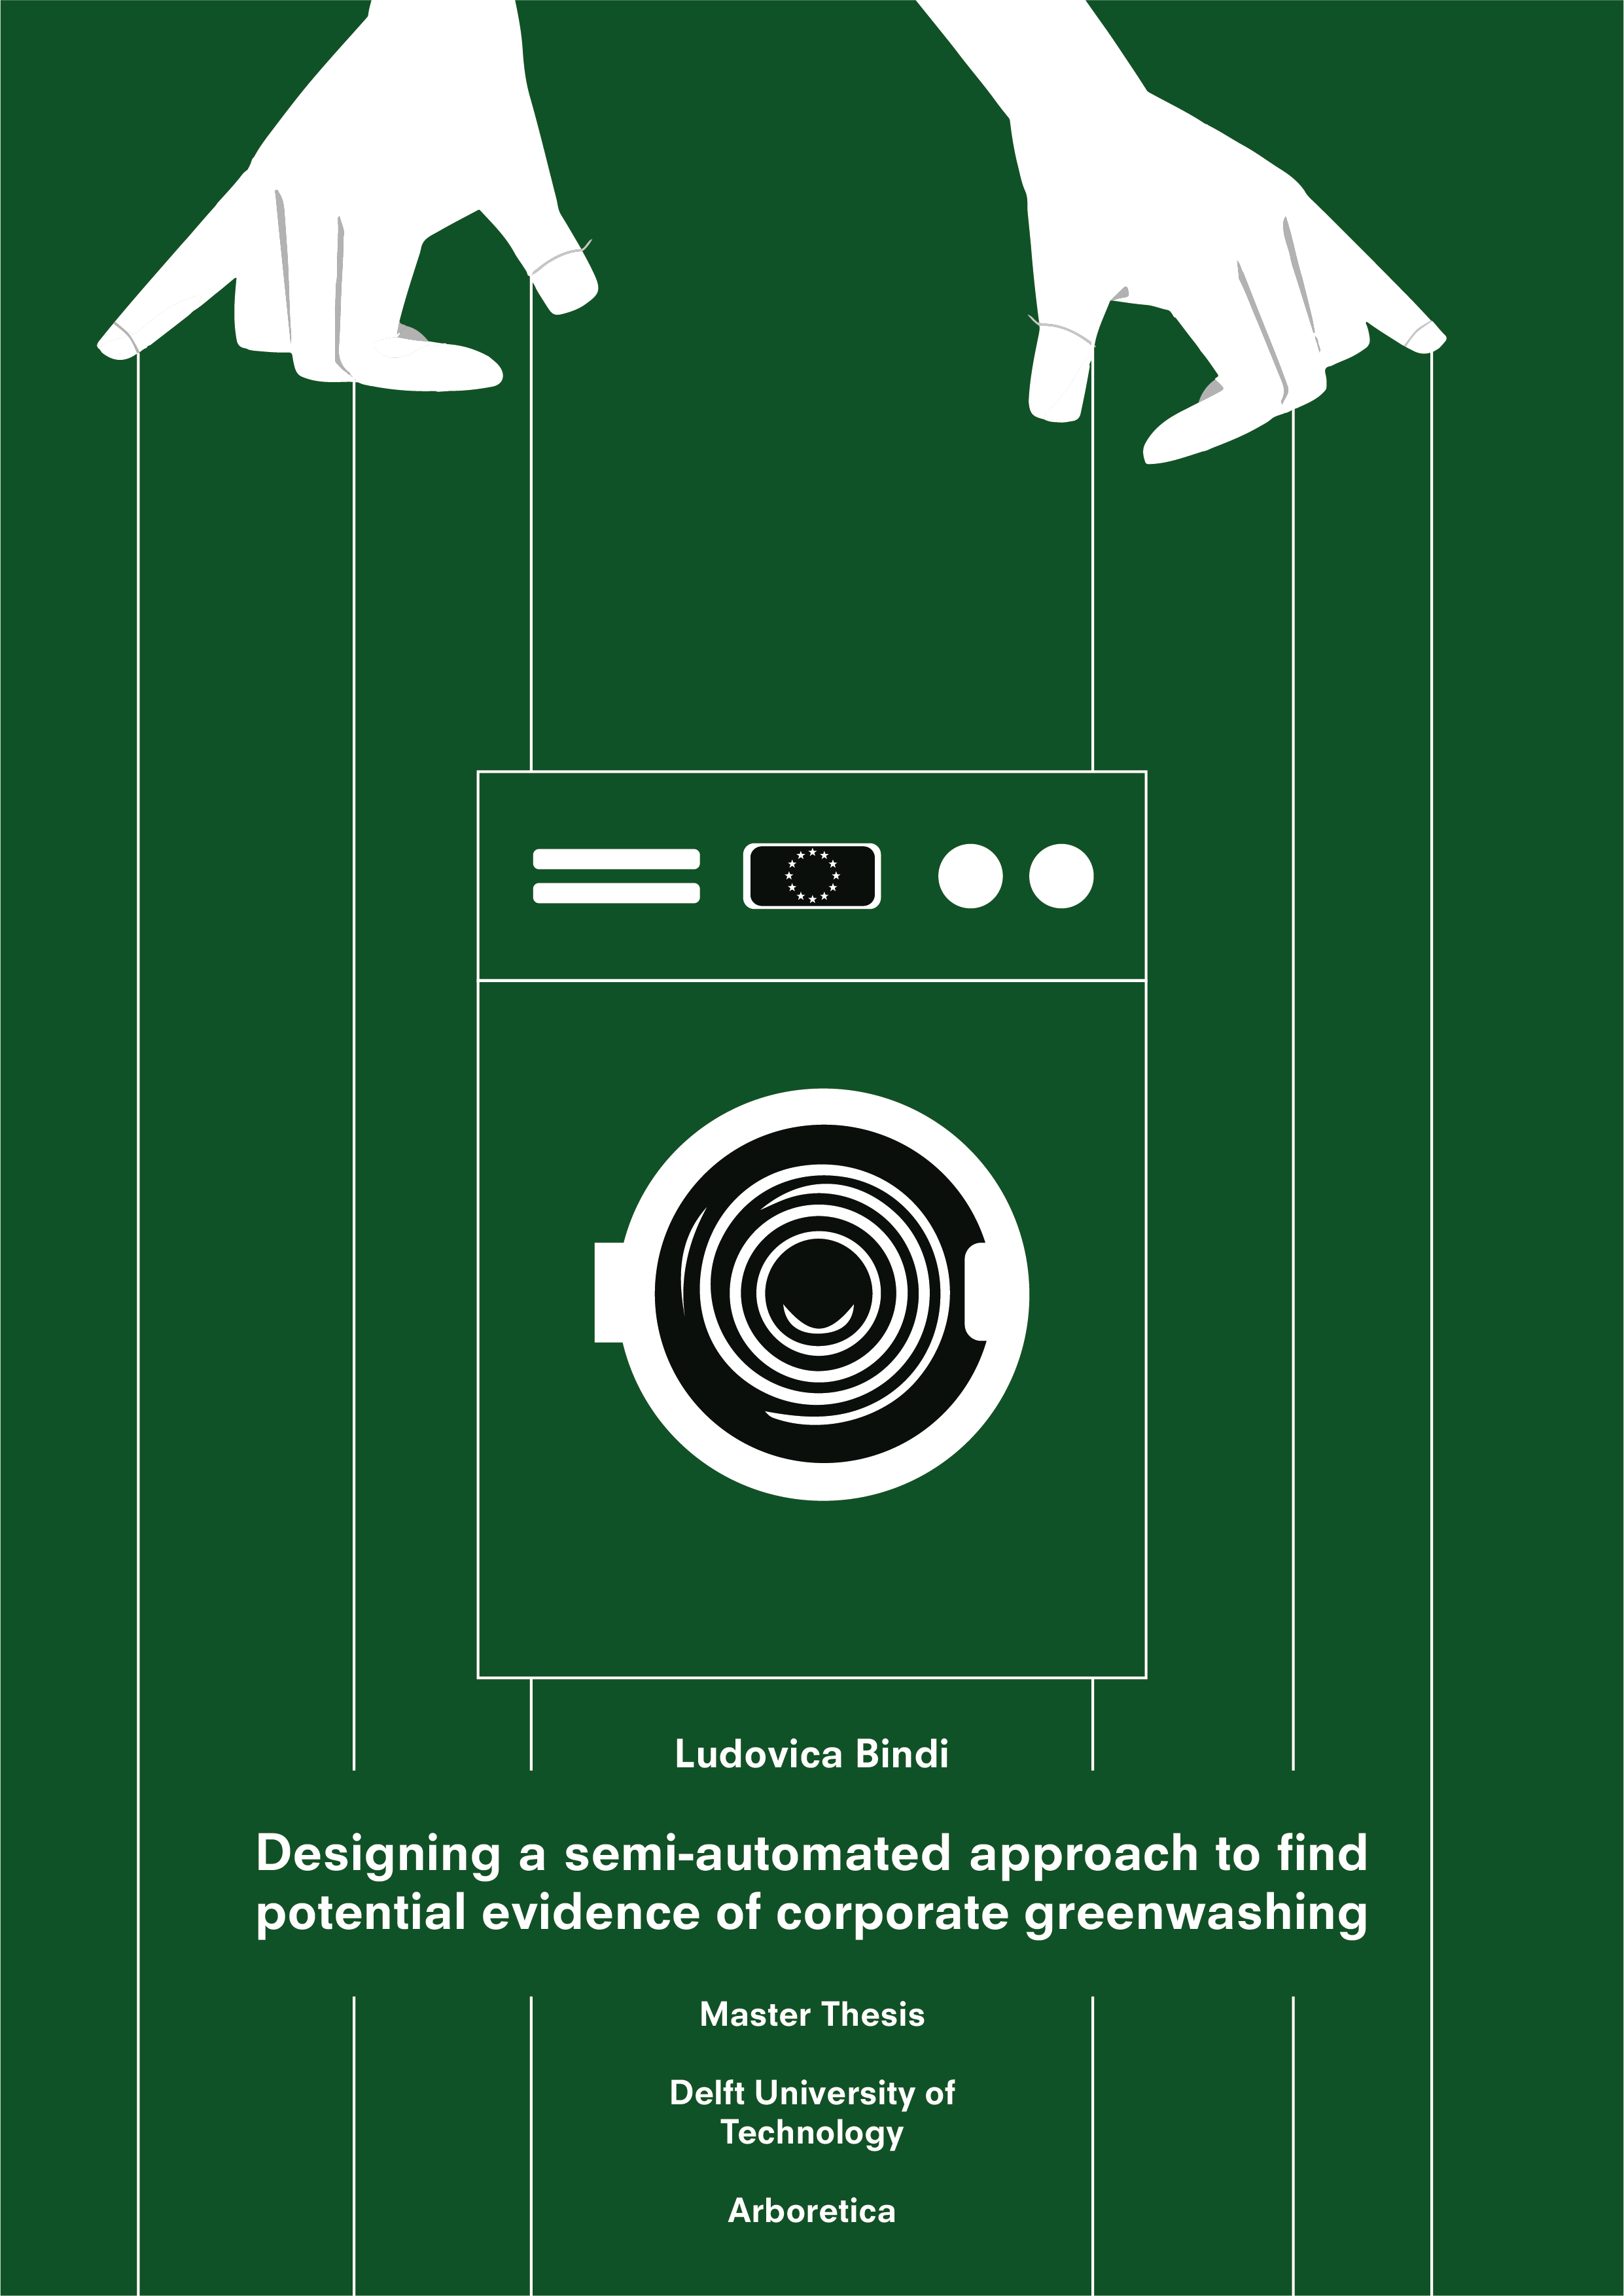 Ludovica Bindi
Designing a semi-automated approach to find
potential evidence of corporate greenwashing
Master Thesis
Delft University of
Technology
Arboretica